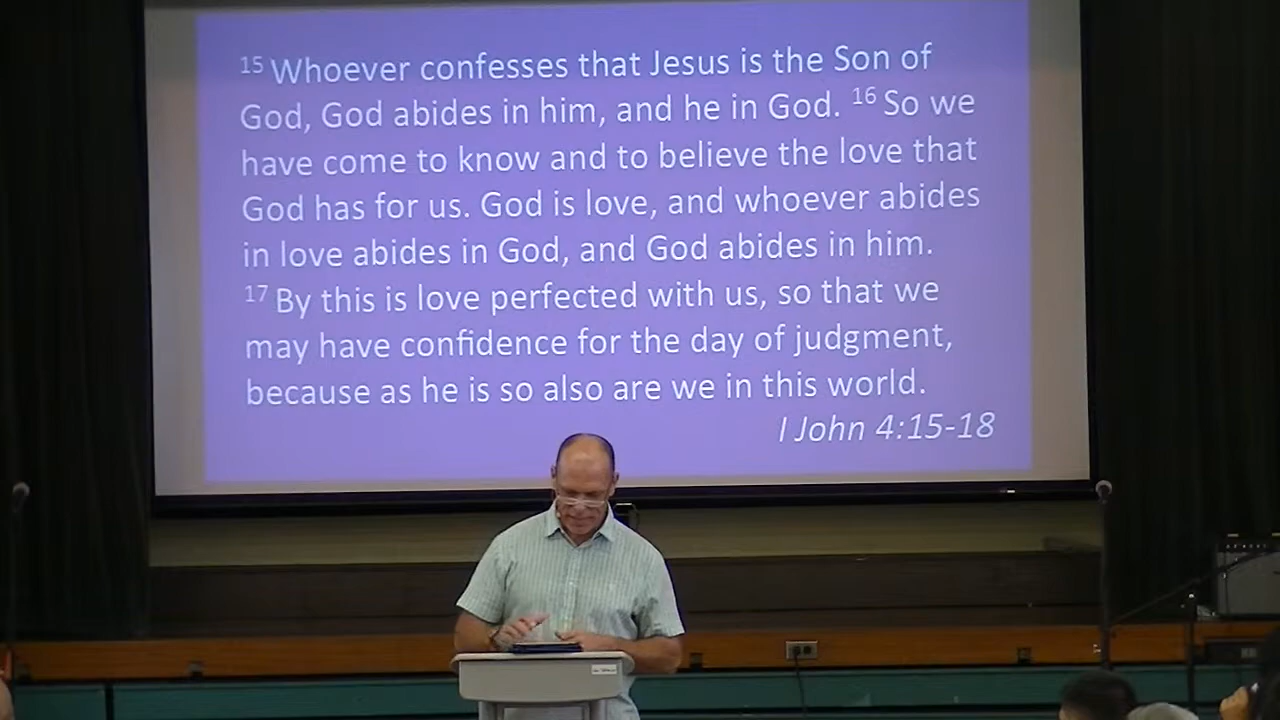 15 Whoever confesses that Jesus is the Son of
God, God abides in him, and he in God. 16 So we
have come to know and to believe the love that
God has for us. God is love, and whoever abides
in love abides in God, and God abides in him.
17 By this is love perfected with us, so that we
may have confidence for the day of judgment,
because as he is so also are we in this world.
I John 4:15-18